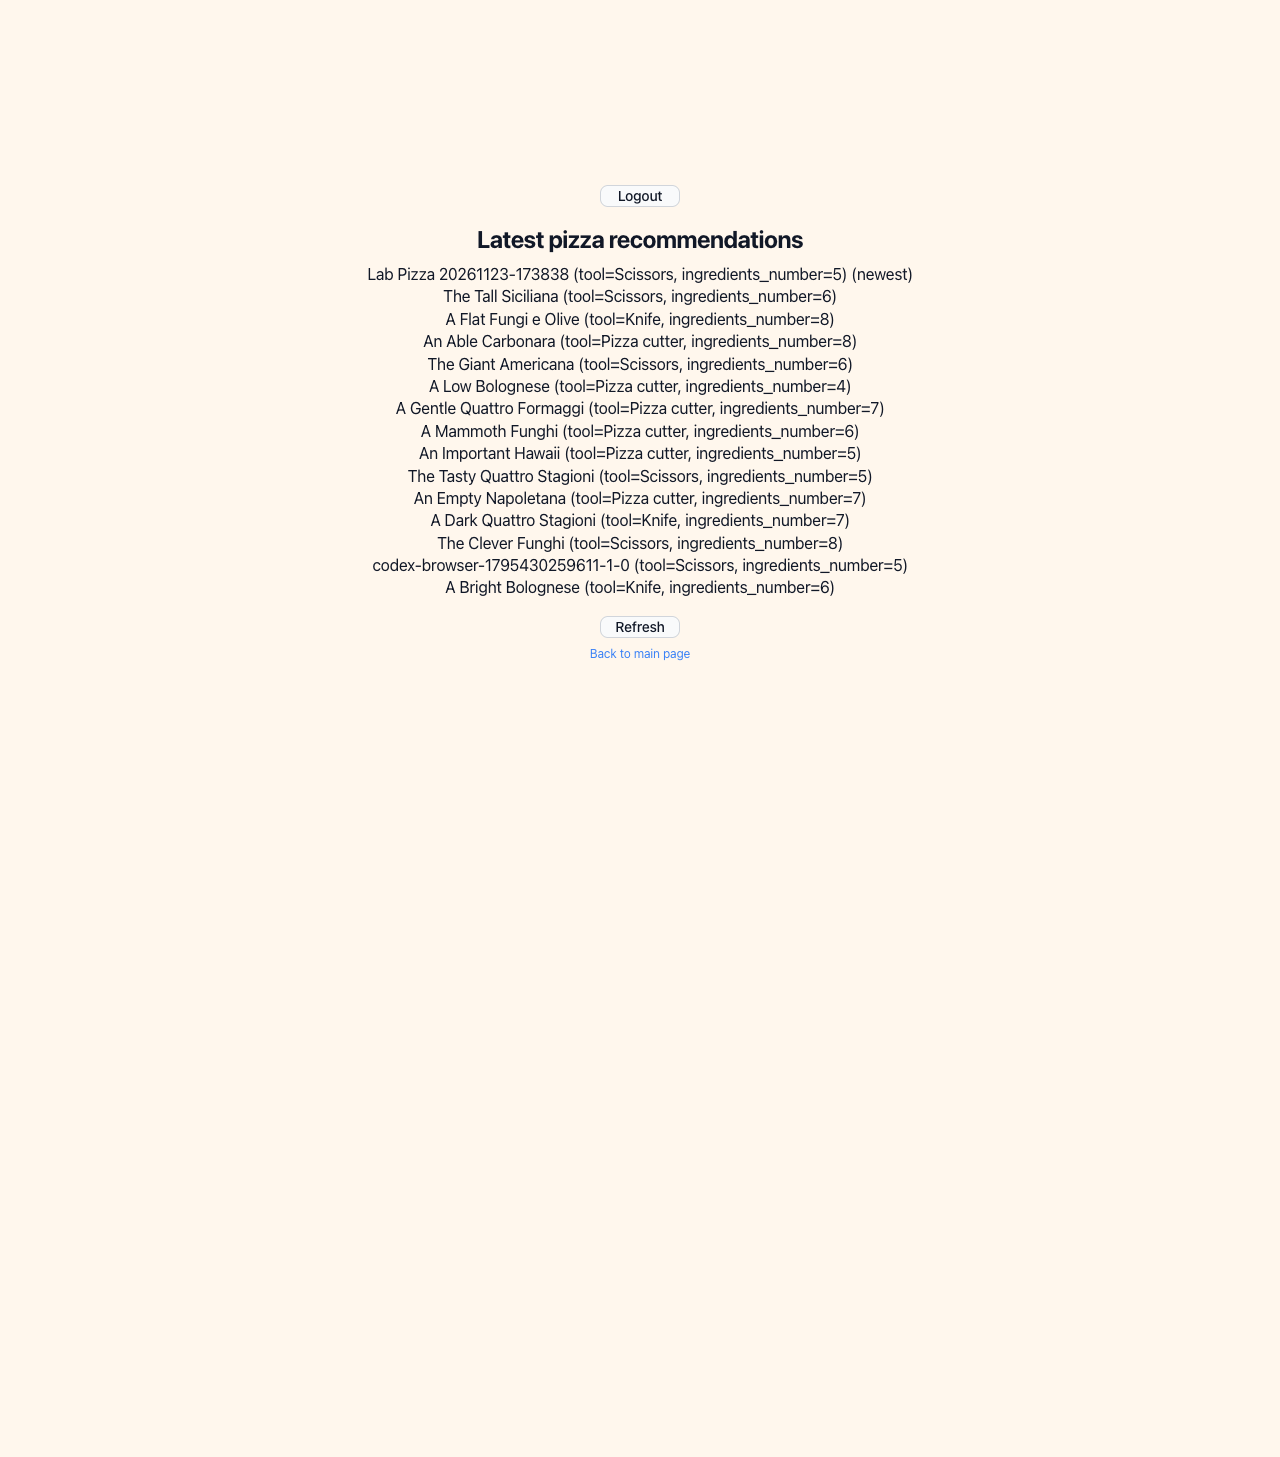 Logout
Latest pizza recommendations
Lab Pizza 20261123-173838 (tool=Scissors, ingredients_number=5) (newest)
The Tall Siciliana (tool=Scissors, ingredients_number=6)
A Flat Fungi e Olive (tool=Knife, ingredients_number=8)
An Able Carbonara (tool=Pizza cutter, ingredients_number=8)
The Giant Americana (tool=Scissors, ingredients_number=6)
A Low Bolognese (tool=Pizza cutter, ingredients_number=4)
A Gentle Quattro Formaggi (tool=Pizza cutter, ingredients_number=7)
A Mammoth Funghi (tool=Pizza cutter, ingredients_number=6)
An Important Hawaii (tool=Pizza cutter, ingredients_number=5)
The Tasty Quattro Stagioni (tool=Scissors, ingredients_number=5)
An Empty Napoletana (tool=Pizza cutter, ingredients_number=7)
A Dark Quattro Stagioni (tool=Knife, ingredients_number=7)
The Clever Funghi (tool=Scissors, ingredients_number=8)
codex-browser-1795430259611-1-0 (tool=Scissors, ingredients_number=5)
A Bright Bolognese (tool=Knife, ingredients_number=6)
Refresh
Back to main page